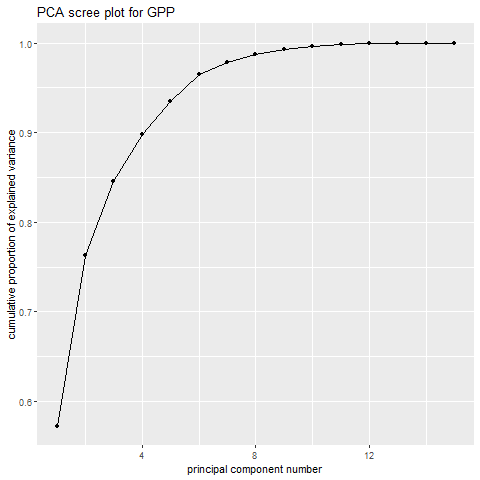 PCA scree plot for GPP
cumulative proportion of explained variance
1.0
0.9
0.8
0.7
0.6
4
8
12
principal component number